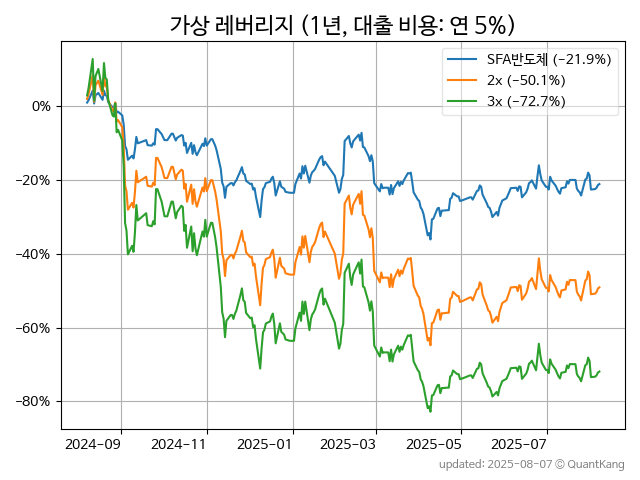 가상 레버리지 (1년, 대출 비용: 연 5%)
SFA반도체 (−21.9%)
2x (−50.1%)
3x (−72.7%)
0%
−20%
−40%
−60%
−80%
2024-09 2024-11 2025-01 2025-03 2025-05 2025-07
updated: 2025-08-07 © QuantKang